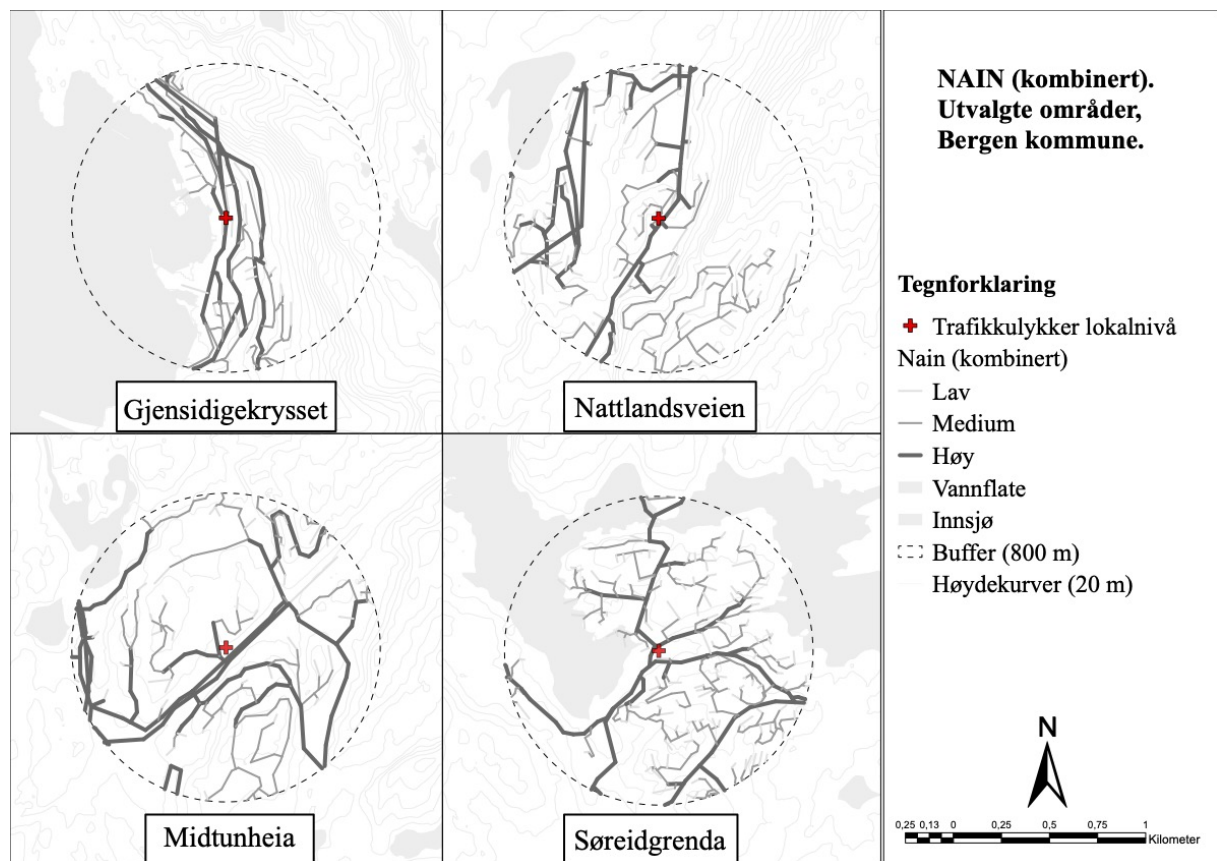 NAIN (kombinert).
Utvalgte områder,
Bergen kommune.
Gjensidigekrysset
Nattlandsveien
Midtunheia
Søreidgrenda
Tegnforklaring
Trafikkulykker lokalnivå
Nain (kombinert)
Lav
Medium
Høy
Vannflate
Innsjø
Buffer (800 m)
Høydekurver (20 m)
N
0,25 0,13 0 0,25 0,5 0,75 1
Kilometer